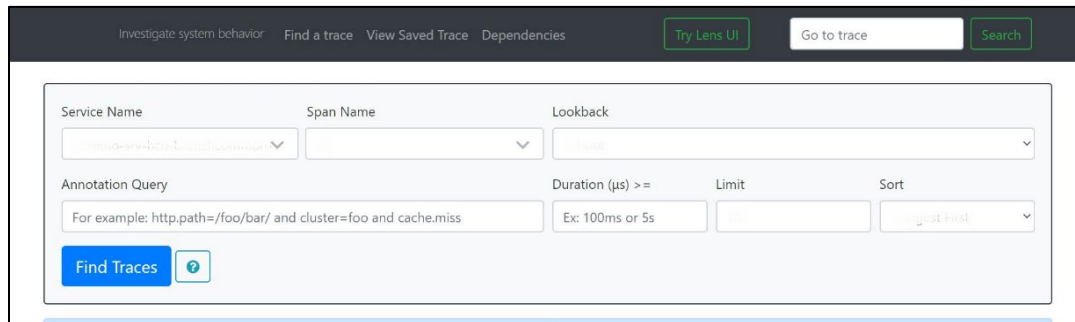 Investigate system behavior Find a trace View Saved Trace Dependencies Try Lens UI Go to trace Search
Service Name Span Name Lookback
Annotation Query Duration (μs) >= Limit Sort
For example: http.path=/foo/bar/ and cluster=foo and cache.miss Ex: 100ms or 5s
Find Traces